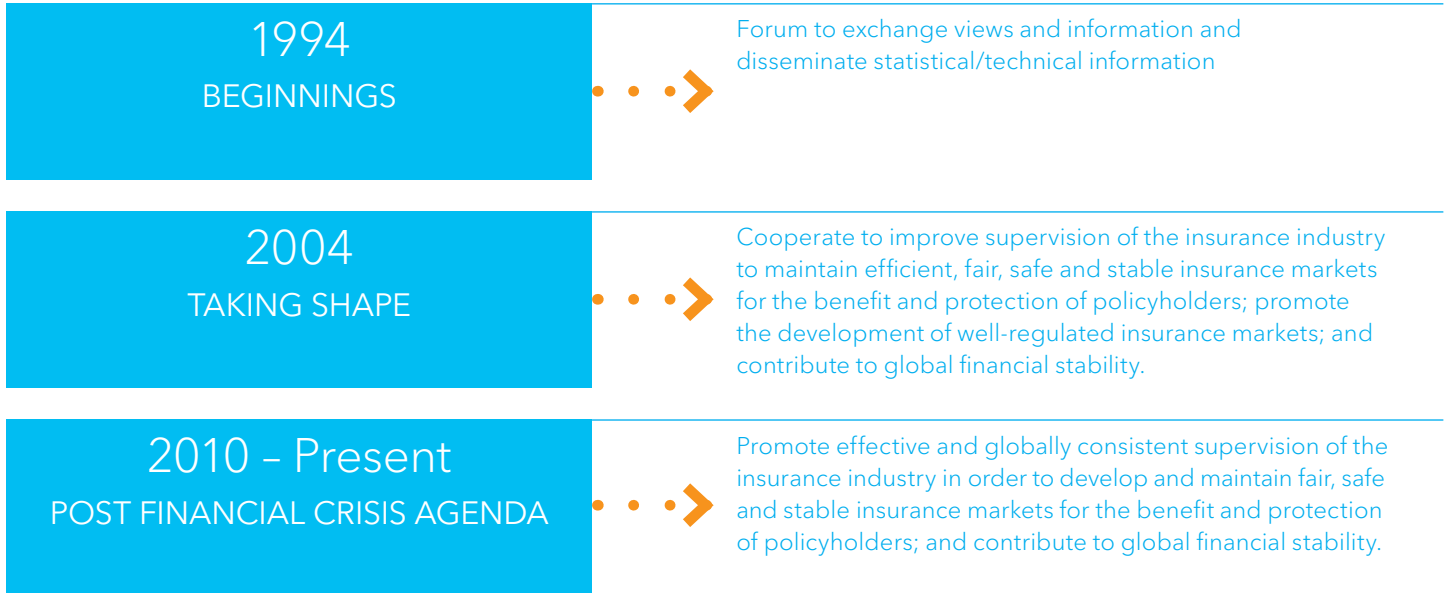 1994
BEGINNINGS
Forum to exchange views and information and
disseminate statistical/technical information
2004
TAKING SHAPE
Cooperate to improve supervision of the insurance industry
to maintain efficient, fair, safe and stable insurance markets
for the benefit and protection of policyholders; promote
the development of well-regulated insurance markets; and
contribute to global financial stability.
2010 – Present
POST FINANCIAL CRISIS AGENDA
Promote effective and globally consistent supervision of the
insurance industry in order to develop and maintain fair, safe
and stable insurance markets for the benefit and protection
of policyholders; and contribute to global financial stability.